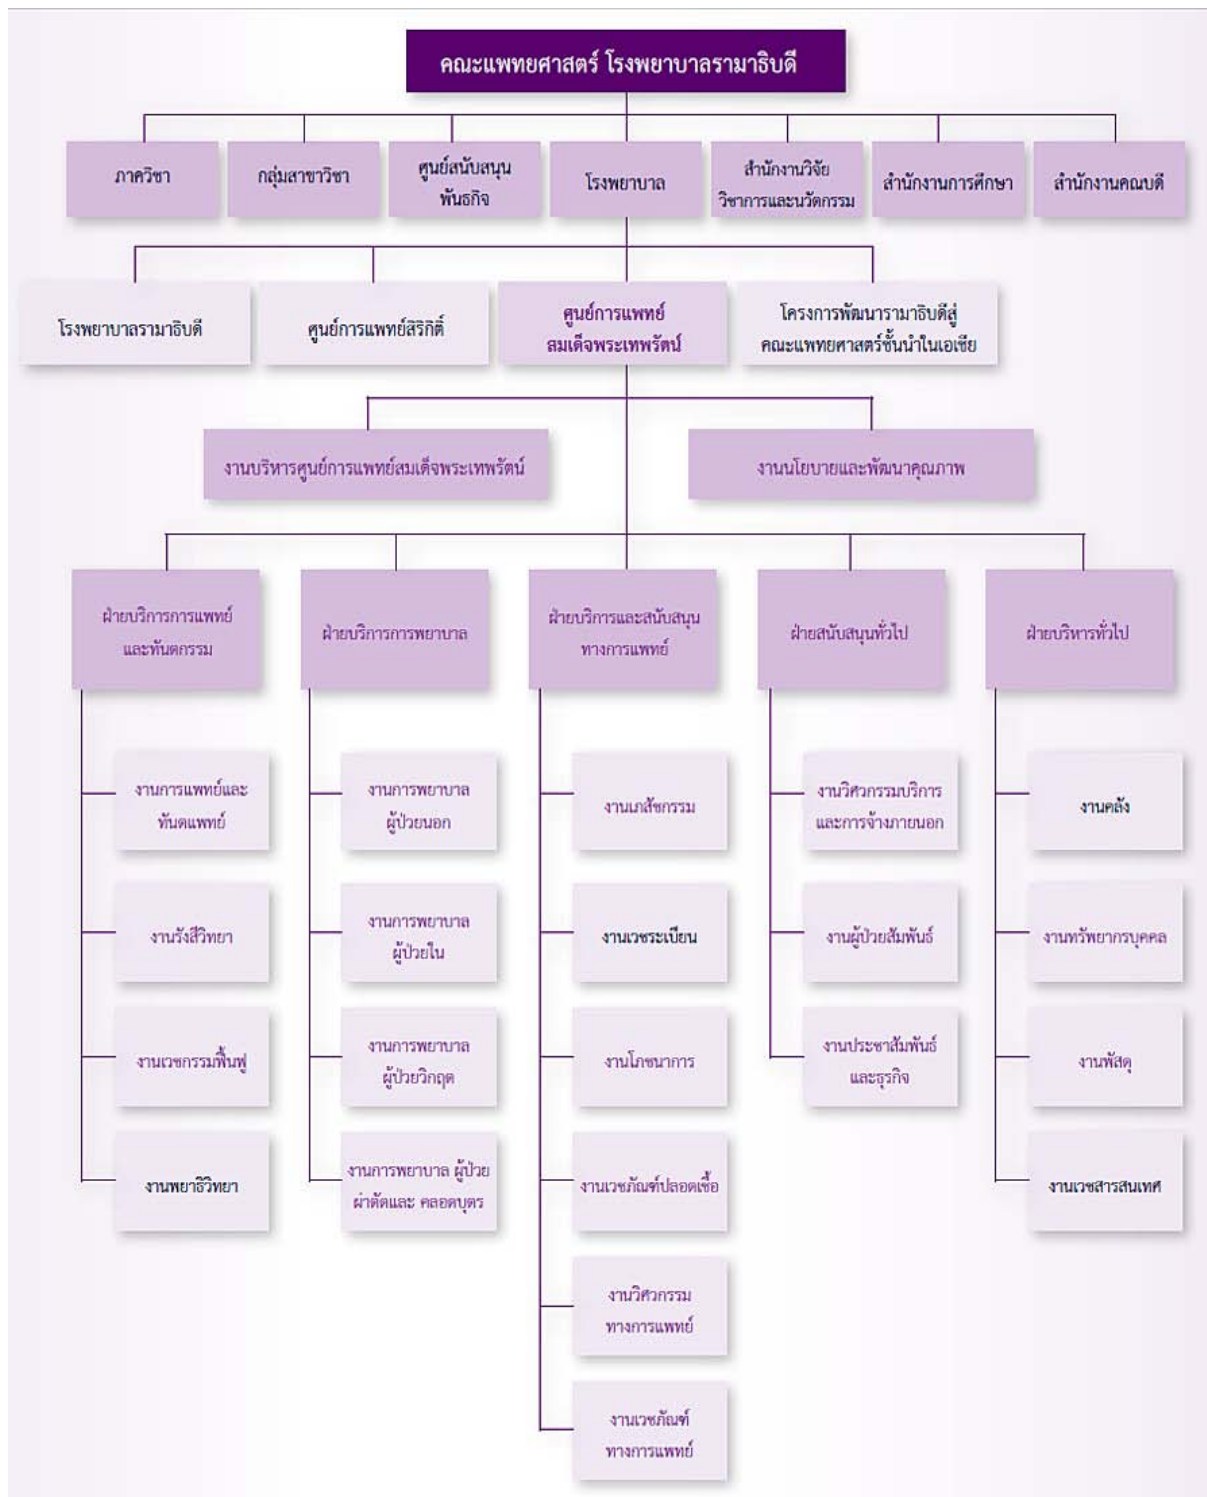 คณะแพทยศาสตร์ โรงพยาบาลรามาธิบดี
ภาควิชา
กลุ่มสาขาวิชา
ศูนย์สนับสนุน
พันธกิจ
โรงพยาบาล
สำนักงานวิจัย
วิชาการและนวัตกรรม
สำนักงานการศึกษา
สำนักงานคณบดี
โรงพยาบาลรามาธิบดี
ศูนย์การแพทย์สิริกิติ์
ศูนย์การแพทย์
สมเด็จพระเทพรัตน์
โครงการพัฒนารามาธิบดีสู่
คณะแพทยศาสตร์ชั้นนำในเอเชีย
งานบริหารศูนย์การแพทย์สมเด็จพระเทพรัตน์
งานนโยบายและพัฒนาคุณภาพ
ฝ่ายบริการการแพทย์
และทันตกรรม
ฝ่ายบริการการพยาบาล
ฝ่ายบริการและสนับสนุน
ทางการแพทย์
ฝ่ายสนับสนุนทั่วไป
ฝ่ายบริหารทั่วไป
งานการแพทย์และ
ทันตแพทย์
งานการพยาบาล
ผู้ป่วยนอก
งานเภสัชกรรม
งานวิศวกรรมบริการ
และการจ้างภายนอก
งานคลัง
งานรังสีวิทยา
งานการพยาบาล
ผู้ป่วยใน
งานเวชระเบียน
งานผู้ป่วยสัมพันธ์
งานทรัพยากรบุคคล
งานเวชกรรมฟื้นฟู
งานการพยาบาล
ผู้ป่วยวิกฤต
งานโภชนาการ
งานประชาสัมพันธ์
และธุรกิจ
งานพัสดุ
งานพยาธิวิทยา
งานการพยาบาล ผู้ป่วย
ผ่าตัดและ คลอดบุตร
งานเวชภัณฑ์ปลอดเชื้อ
งานเวชสารสนเทศ
งานวิศวกรรม
ทางการแพทย์
งานเวชภัณฑ์
ทางการแพทย์